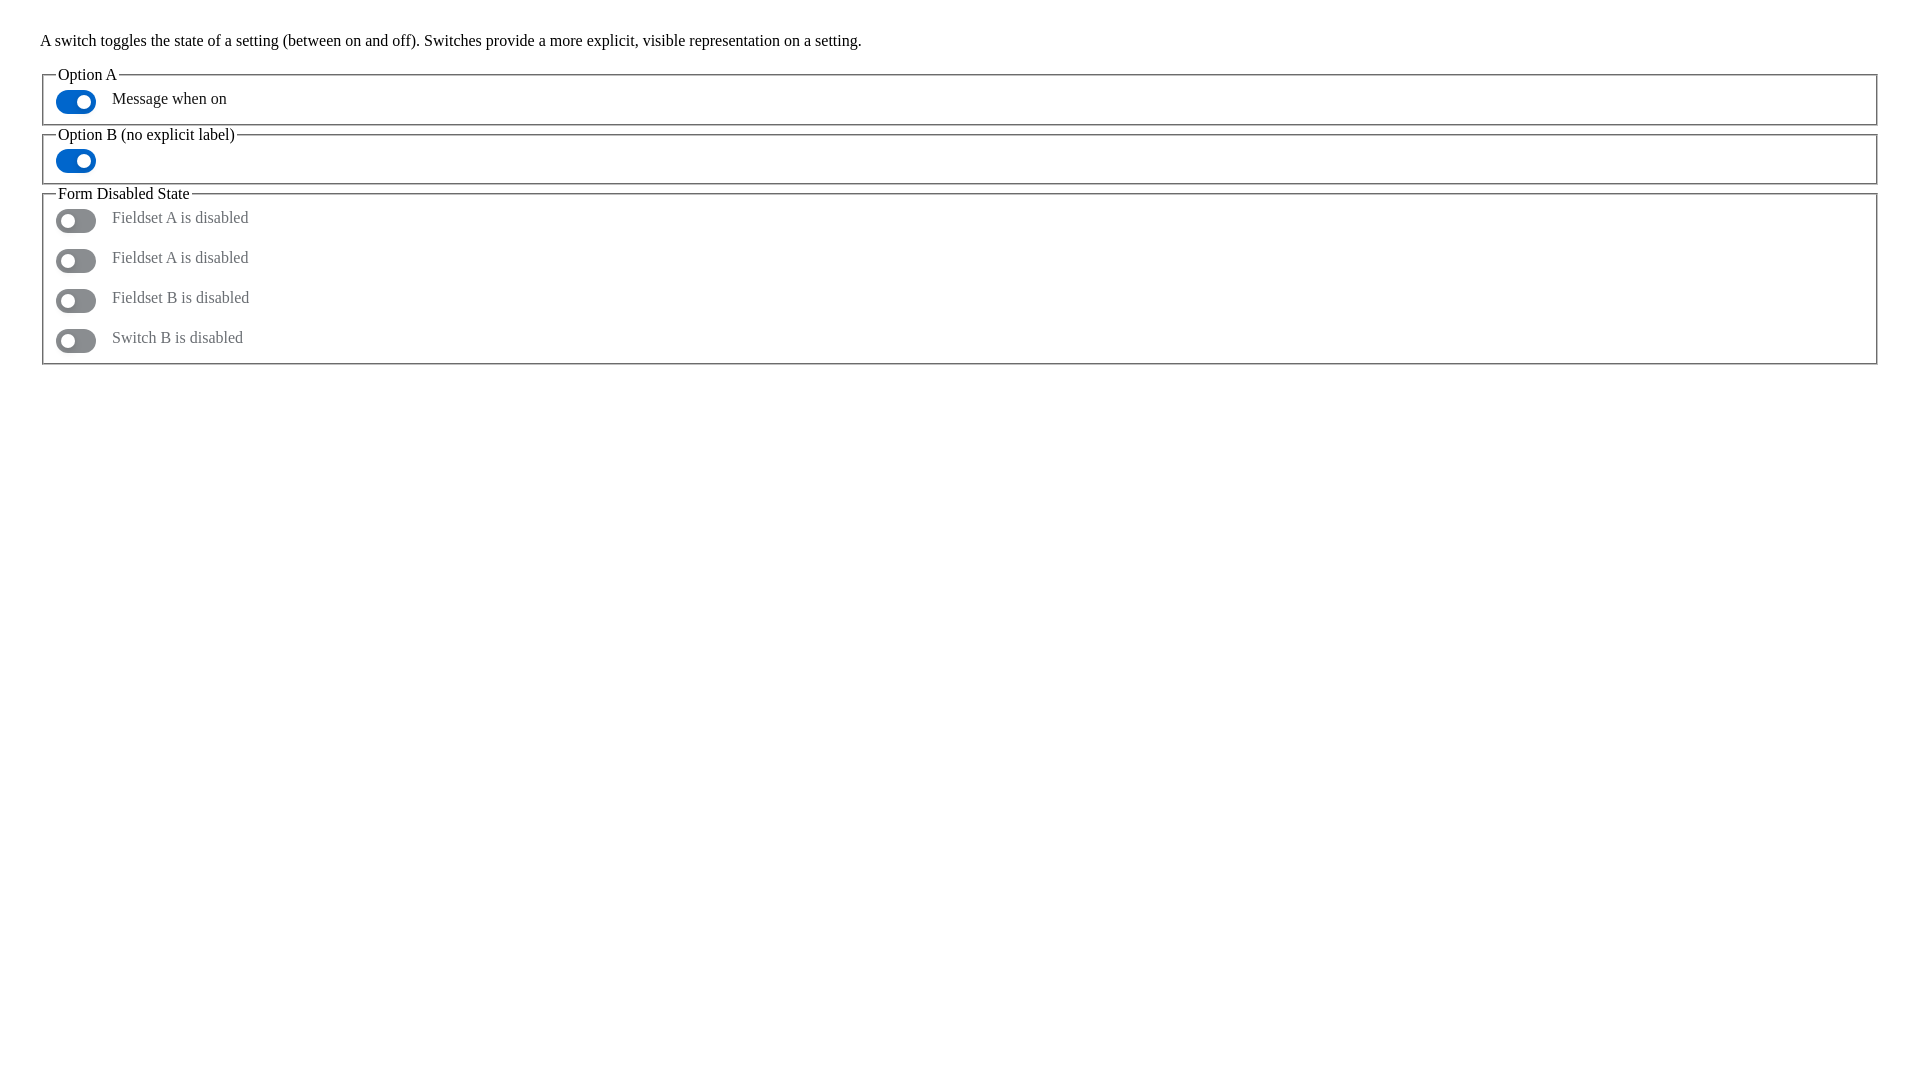 A switch toggles the state of a setting (between on and off). Switches provide a more explicit, visible representation on a setting.
Option A
Message when on
Option B (no explicit label)
Form Disabled State
Fieldset A is disabled
Fieldset A is disabled
Fieldset B is disabled
Switch B is disabled